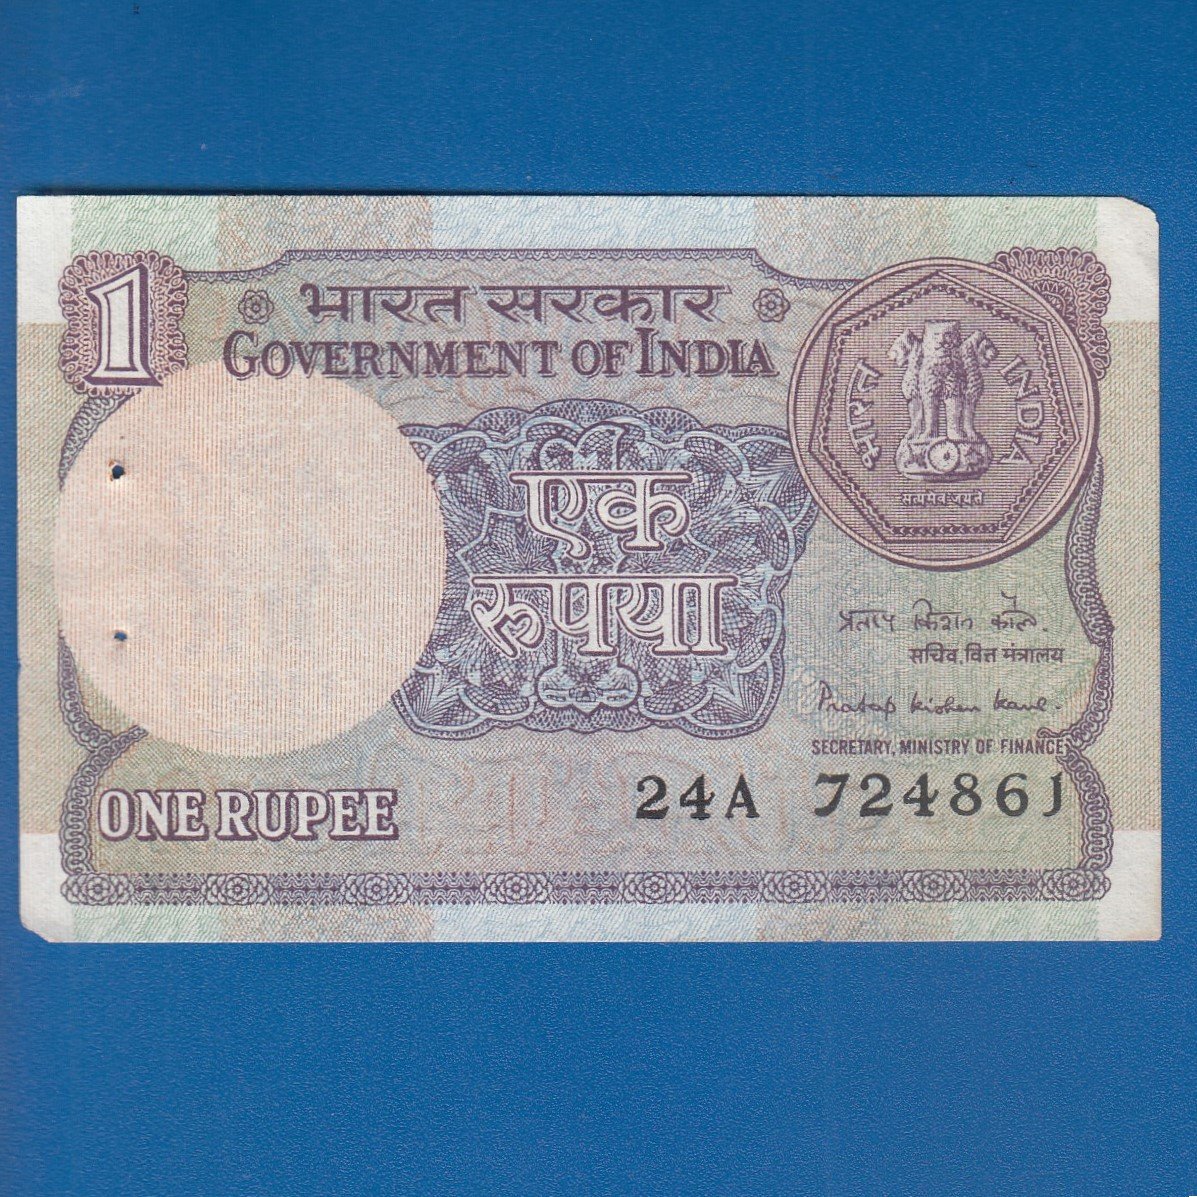 1
भारत सरकार
GOVERNMENT OF INDIA
भारत
INDIA
सत्यमेव जयते
एक
रुपया
प्रताप किशन कौल.
सचिव, वित्त मंत्रालय
Pratap Kishen Kaul.
SECRETARY, MINISTRY OF FINANCE
ONE RUPEE
24A 724861